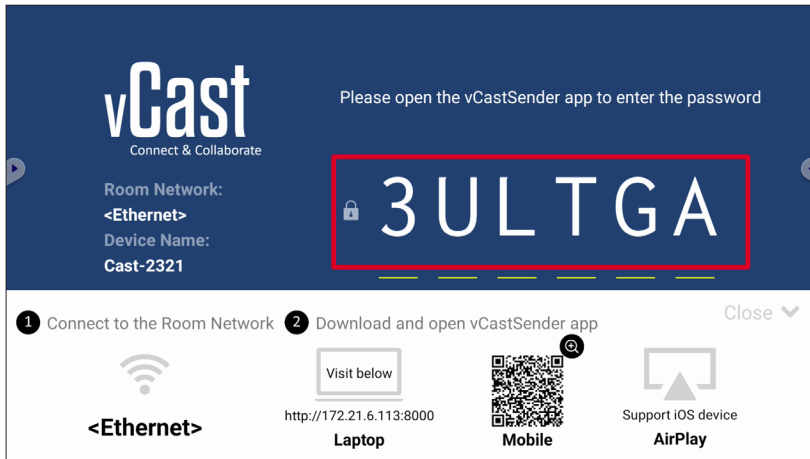 vCast
Connect & Collaborate
Please open the vCastSender app to enter the password
Room Network:
<Ethernet>
Device Name:
Cast-2321
3ULTGA
Close
1 Connect to the Room Network
2 Download and open vCastSender app
<Ethernet>
Visit below
http://172.21.6.113:8000
Laptop
Mobile
Support iOS device
AirPlay